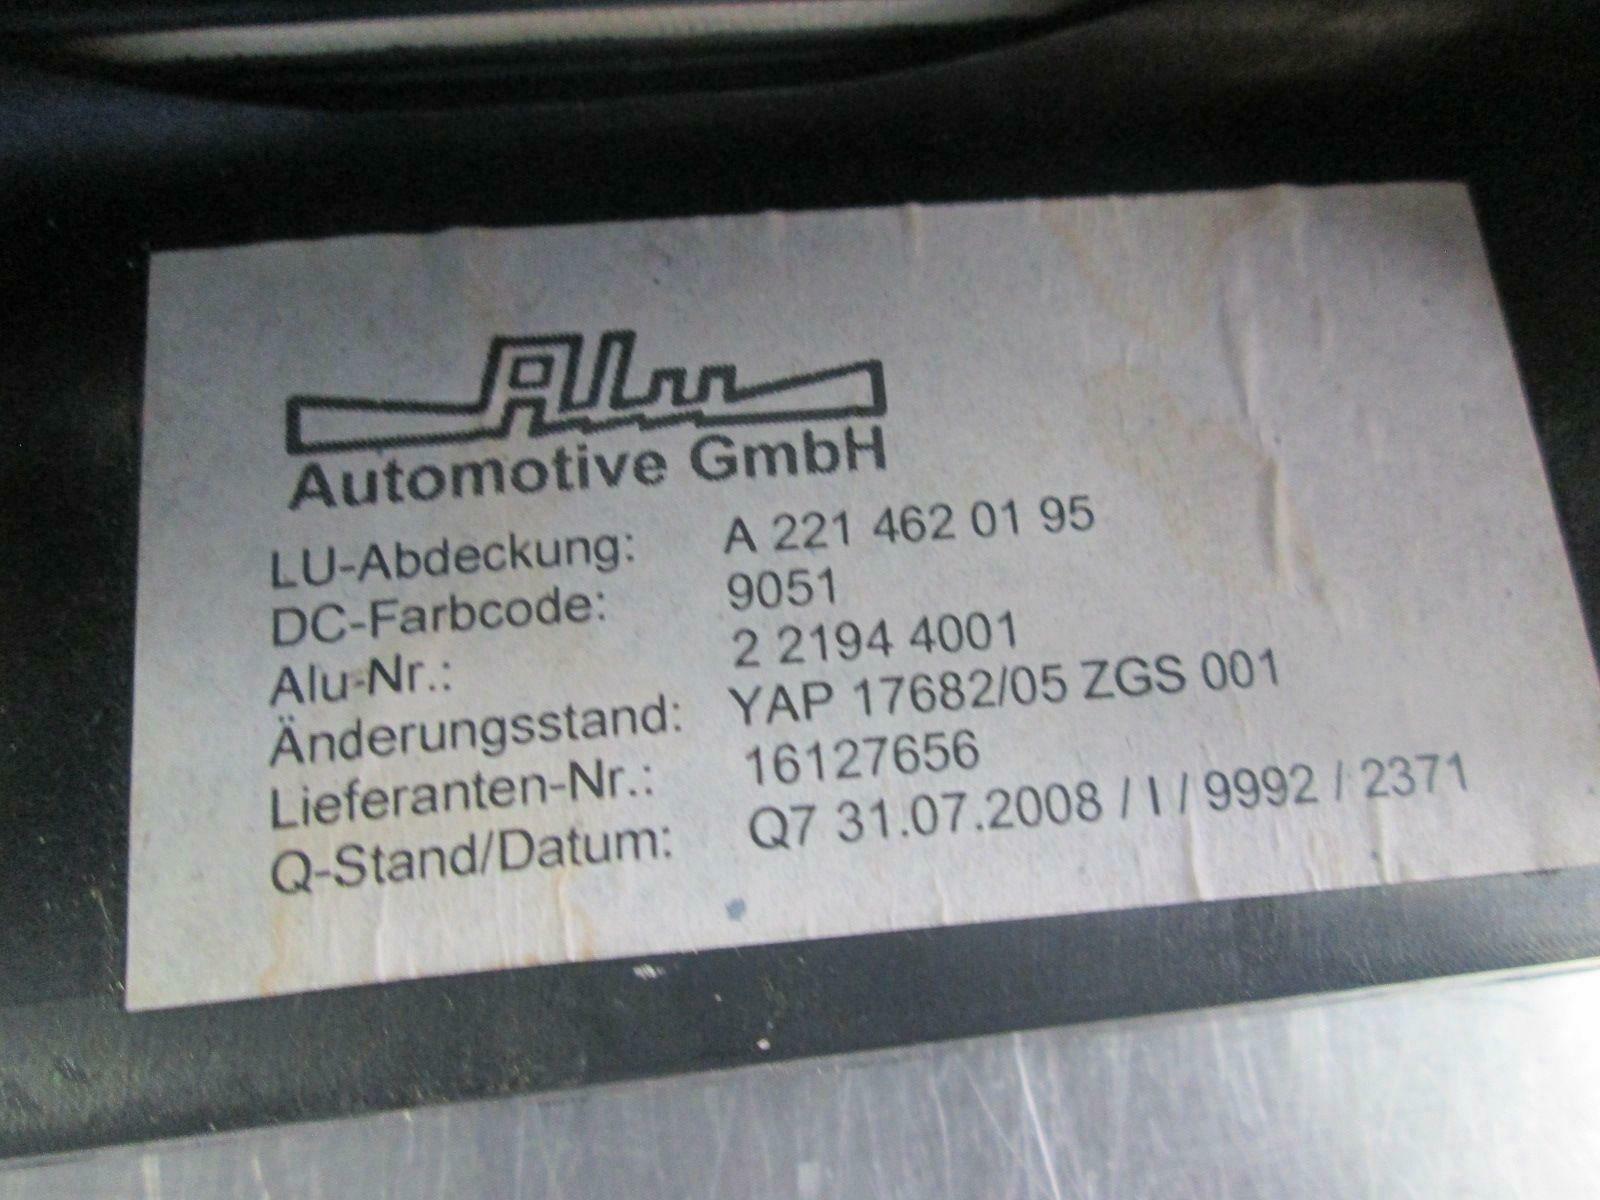 Alu
Automotive GmbH
LU-Abdeckung: A 221 462 01 95
DC-Farbcode: 9051
Alu-Nr.: 2 2194 4001
Änderungsstand: YAP 17682/05 ZGS 001
Lieferanten-Nr.: 16127656
Q-Stand/Datum: Q7 31.07.2008 / I / 9992 / 2371